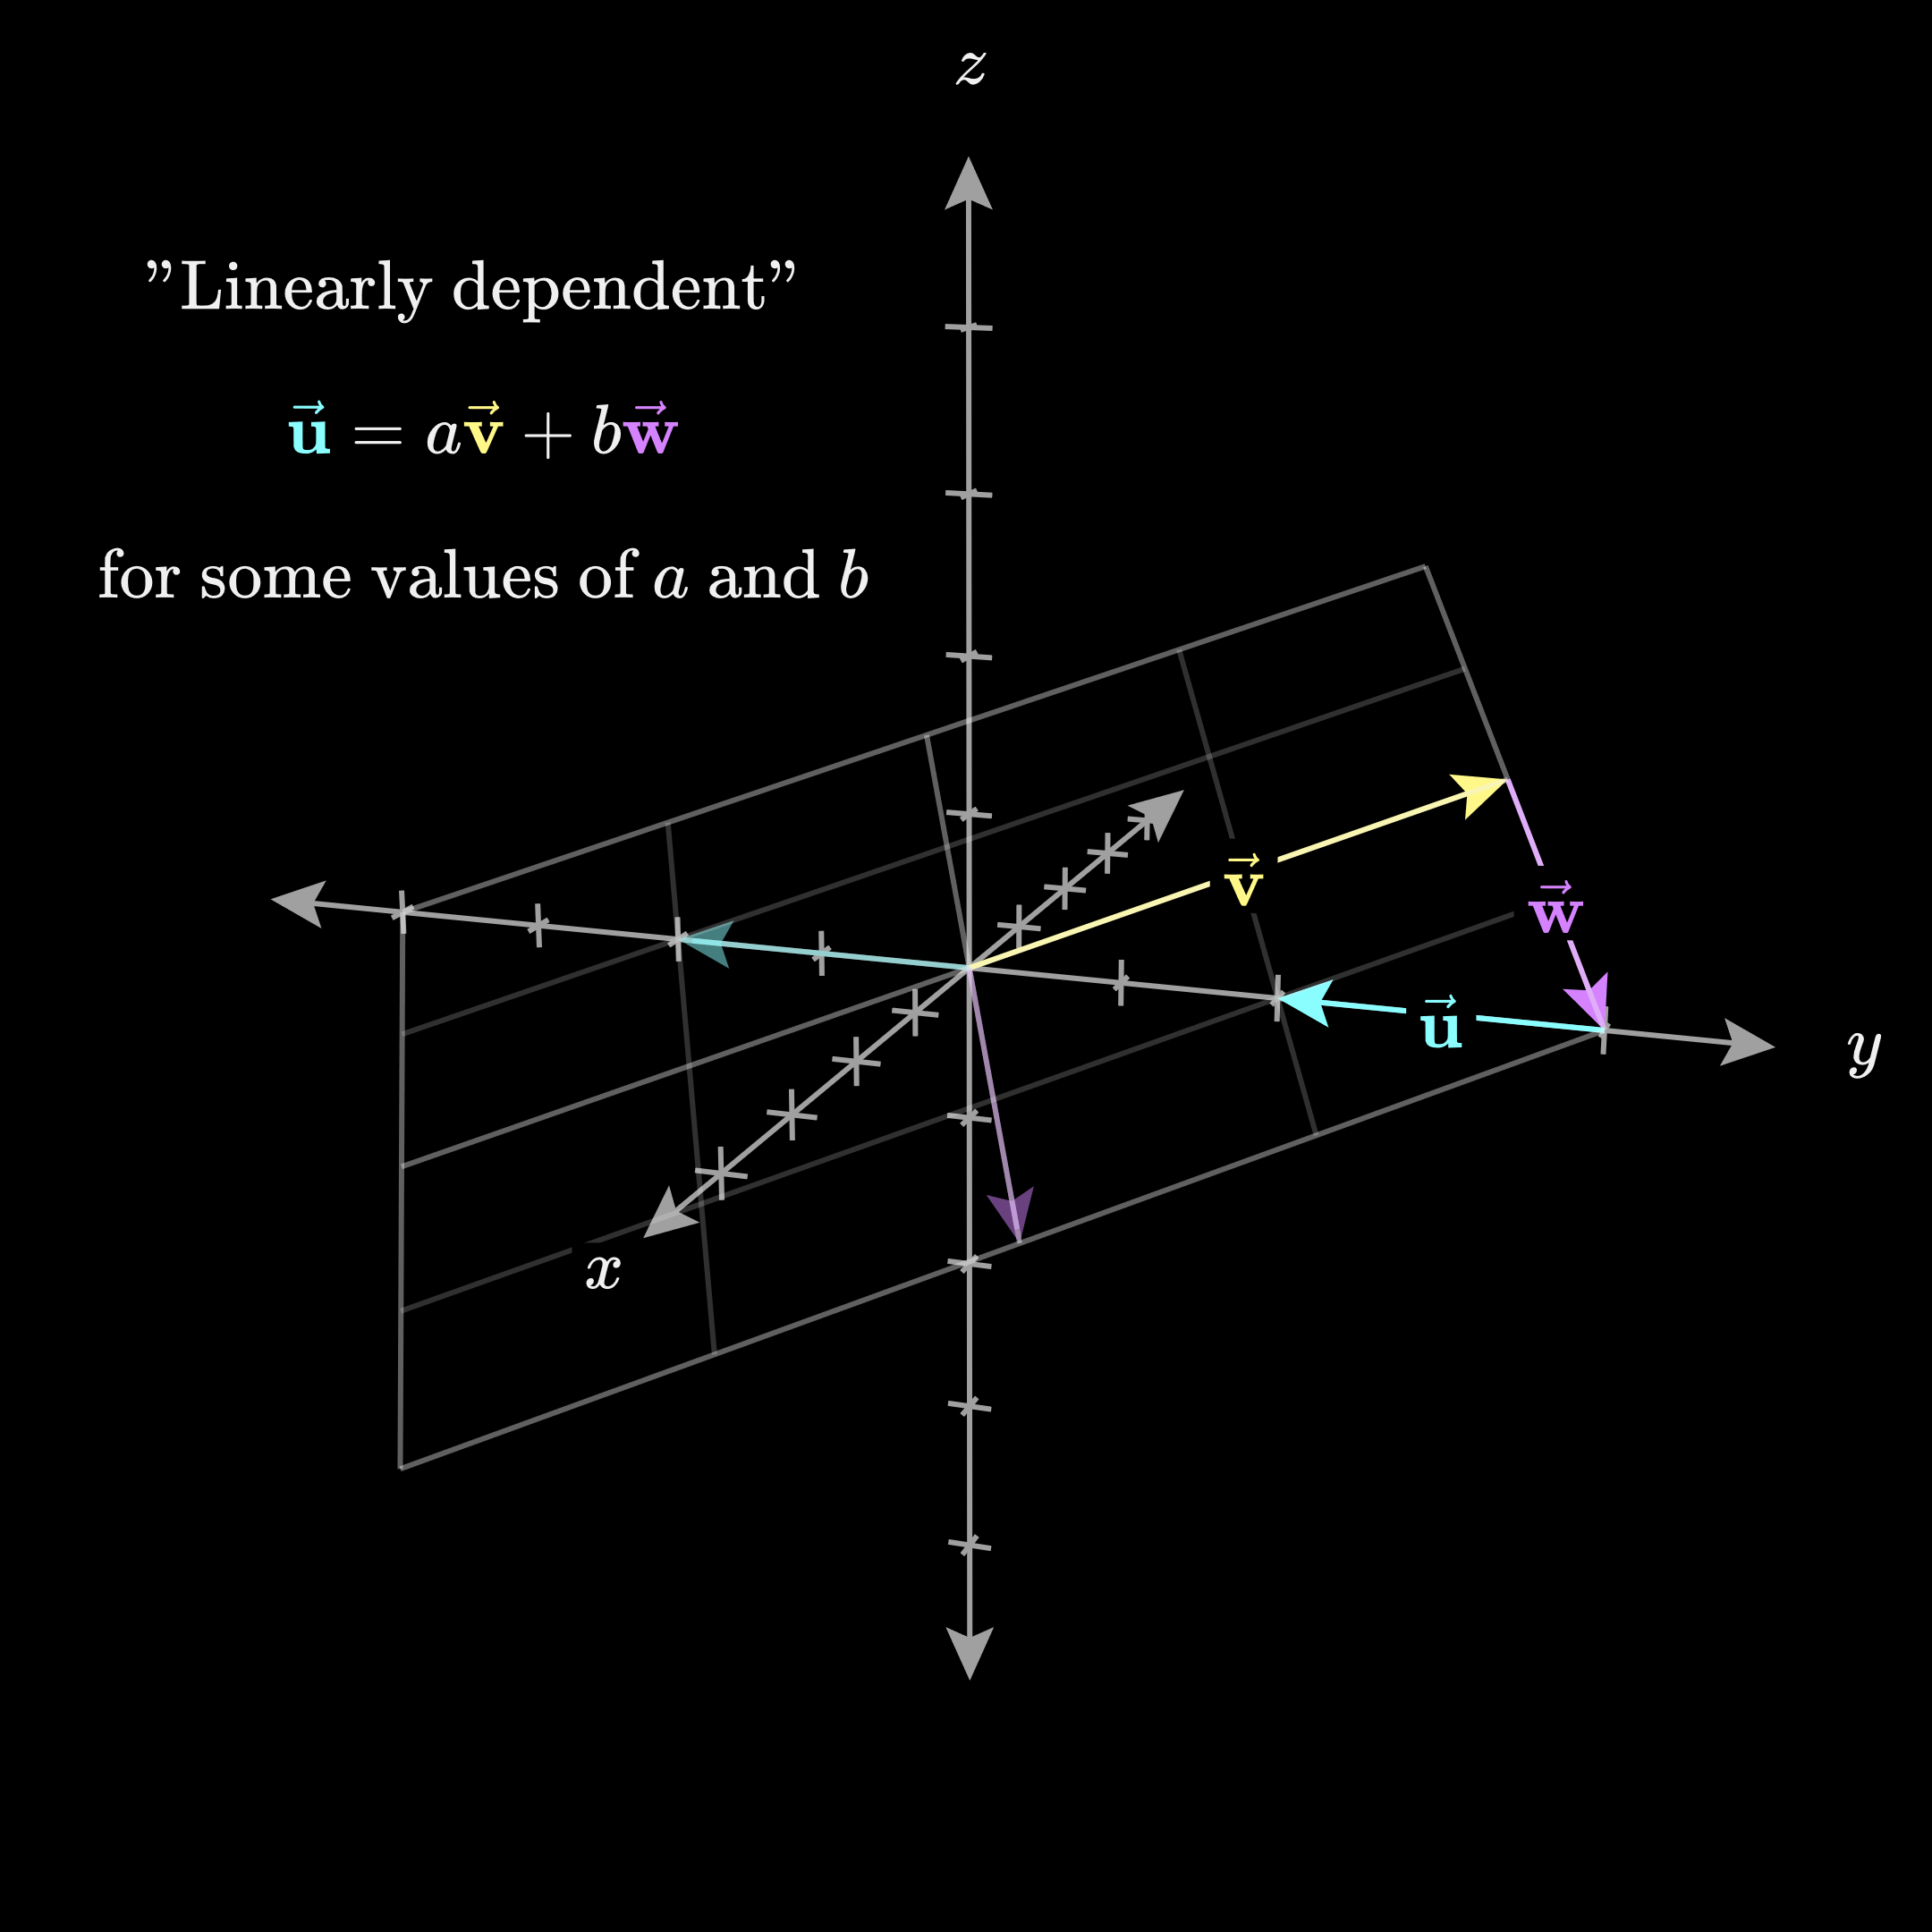 z
”Linearly dependent”
u⃗ = av⃗ + bw⃗
for some values of a and b
v⃗
w⃗
u⃗
y
x